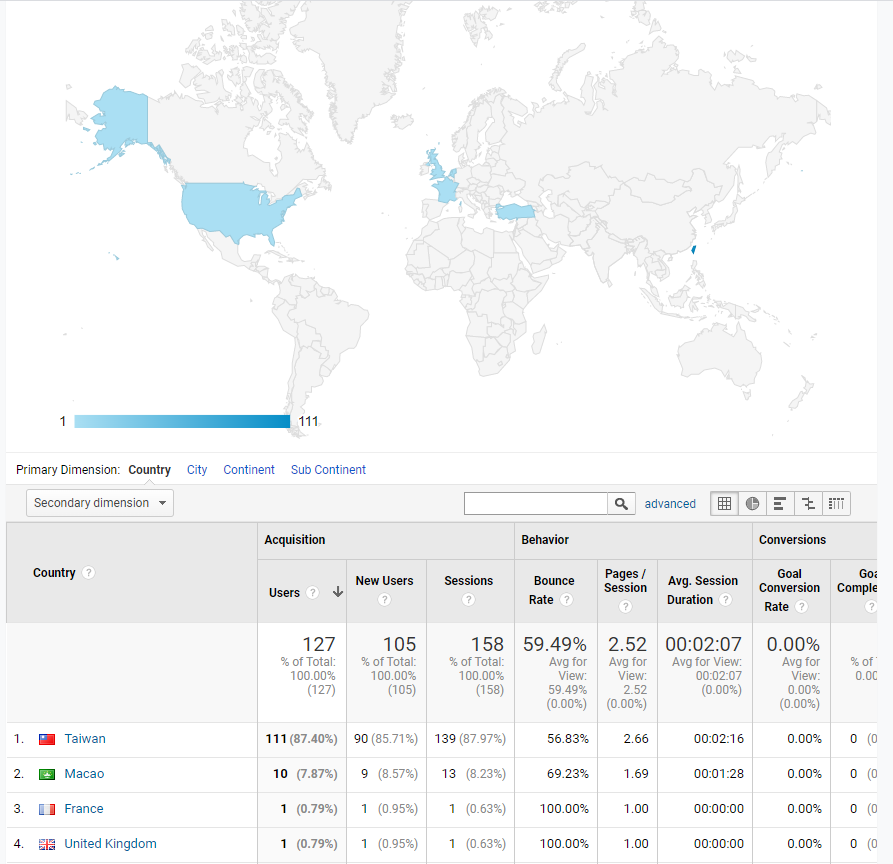 1 111
Primary Dimension: Country City Continent Sub Continent
Secondary dimension advanced
Country ? Acquisition Behavior Conversions
Users ? New Users ? Sessions ? Bounce Rate ? Pages / Session ? Avg. Session Duration ? Goal Conversion Rate ? Goa Comple ?
127 105 158 59.49% 2.52 00:02:07 0.00%
% of Total: 100.00% (127) % of Total: 100.00% (105) % of Total: 100.00% (158) Avg for View: 59.49% (0.00%) Avg for View: 2.52 (0.00%) Avg for View: 00:02:07 (0.00%) Avg for View: 0.00% (0.00%) % of T 0.00
1. Taiwan 111 (87.40%) 90 (85.71%) 139 (87.97%) 56.83% 2.66 00:02:16 0.00% 0 (0
2. Macao 10 (7.87%) 9 (8.57%) 13 (8.23%) 69.23% 1.69 00:01:28 0.00% 0 (0
3. France 1 (0.79%) 1 (0.95%) 1 (0.63%) 100.00% 1.00 00:00:00 0.00% 0 (0
4. United Kingdom 1 (0.79%) 1 (0.95%) 1 (0.63%) 100.00% 1.00 00:00:00 0.00% 0 (0